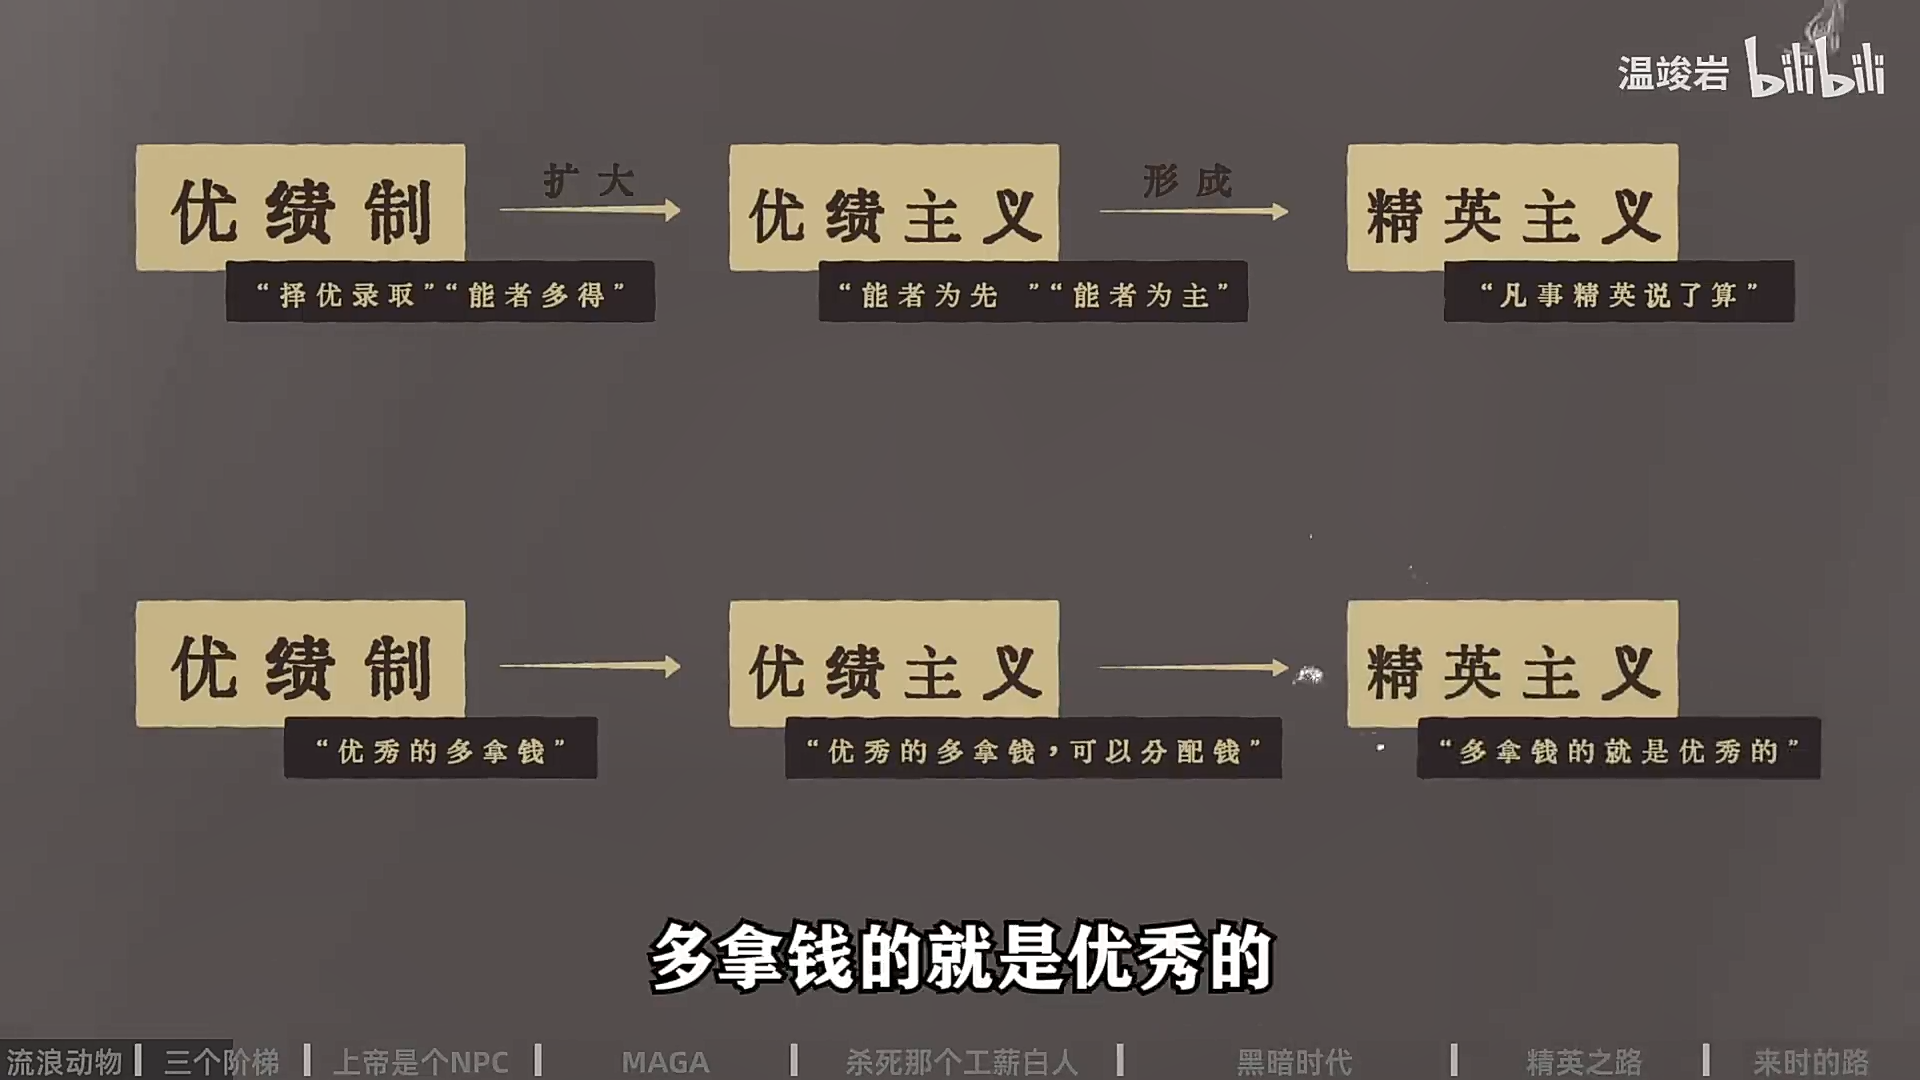 温竣岩 bilibili
优绩制
扩大
优绩主义
形成
精英主义
“择优录取”“能者多得”
“能者为先 ”“能者为主”
“凡事精英说了算”
优绩制
优绩主义
精英主义
“优秀的多拿钱”
“优秀的多拿钱，可以分配钱”
“多拿钱的就是优秀的”
多拿钱的就是优秀的
流浪动物
三个阶梯
上帝是个NPC
MAGA
杀死那个工薪白人
黑暗时代
精英之路
来时的路